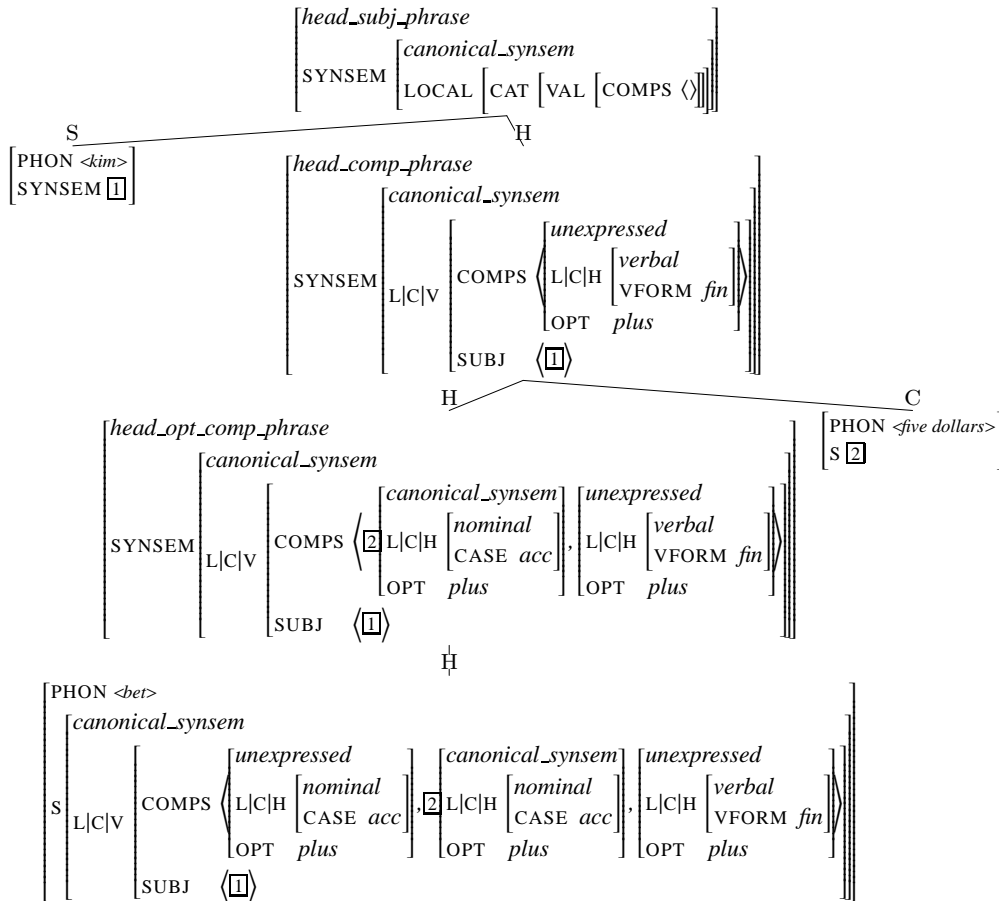 head_subj_phrase
canonical_synsem
SYNSEM
LOCAL [CAT [VAL [COMPS ⟨⟩]]]
S
H
PHON <kim>
SYNSEM 1
head_comp_phrase
canonical_synsem
unexpressed
COMPS
L|C|H
verbal
VFORM fin
SYNSEM
L|C|V
OPT plus
SUBJ ⟨1⟩
H
C
PHON <five dollars>
S 2
head_opt_comp_phrase
canonical_synsem
canonical_synsem unexpressed
nominal verbal
COMPS ⟨2 L|C|H , L|C|H ⟩
CASE acc VFORM fin
SYNSEM
L|C|V
OPT plus OPT plus
SUBJ ⟨1⟩
H
PHON <bet>
canonical_synsem
unexpressed canonical_synsem unexpressed
nominal nominal verbal
S
COMPS ⟨ L|C|H , 2 L|C|H , L|C|H ⟩
CASE acc CASE acc VFORM fin
L|C|V
OPT plus OPT plus OPT plus
SUBJ ⟨1⟩